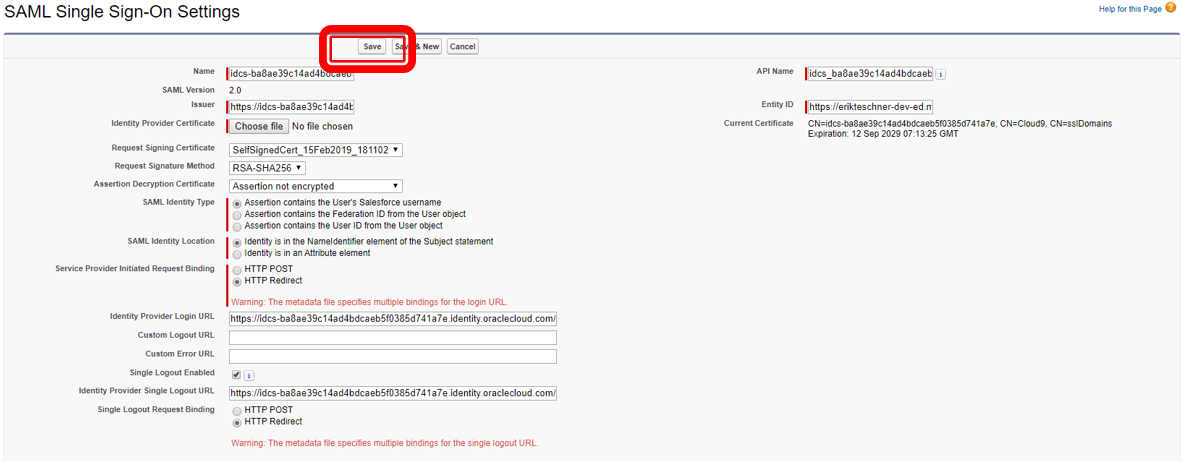 SAML Single Sign-On Settings
Help for this Page
Save Save & New Cancel
Name idcs-ba8ae39c14ad4bdcaeb API Name idcs_ba8ae39c14ad4bdcaeb
SAML Version 2.0
Issuer https://idcs-ba8ae39c14ad4b Entity ID https://erikteschner-dev-ed.m
Identity Provider Certificate Choose file No file chosen Current Certificate CN=idcs-ba8ae39c14ad4bdcaeb5f0385d741a7e, CN=Cloud9, CN=sslDomains
Expiration: 12 Sep 2029 07:13:25 GMT
Request Signing Certificate SelfSignedCert_15Feb2019_181102
Request Signature Method RSA-SHA256
Assertion Decryption Certificate Assertion not encrypted
SAML Identity Type Assertion contains the User's Salesforce username
Assertion contains the Federation ID from the User object
Assertion contains the User ID from the User object
SAML Identity Location Identity is in the NameIdentifier element of the Subject statement
Identity is in an Attribute element
Service Provider Initiated Request Binding HTTP POST
HTTP Redirect
Warning: The metadata file specifies multiple bindings for the login URL.
Identity Provider Login URL https://idcs-ba8ae39c14ad4bdcaeb5f0385d741a7e.identity.oraclecloud.com/
Custom Logout URL
Custom Error URL
Single Logout Enabled
Identity Provider Single Logout URL https://idcs-ba8ae39c14ad4bdcaeb5f0385d741a7e.identity.oraclecloud.com/
Single Logout Request Binding HTTP POST
HTTP Redirect
Warning: The metadata file specifies multiple bindings for the single logout URL.